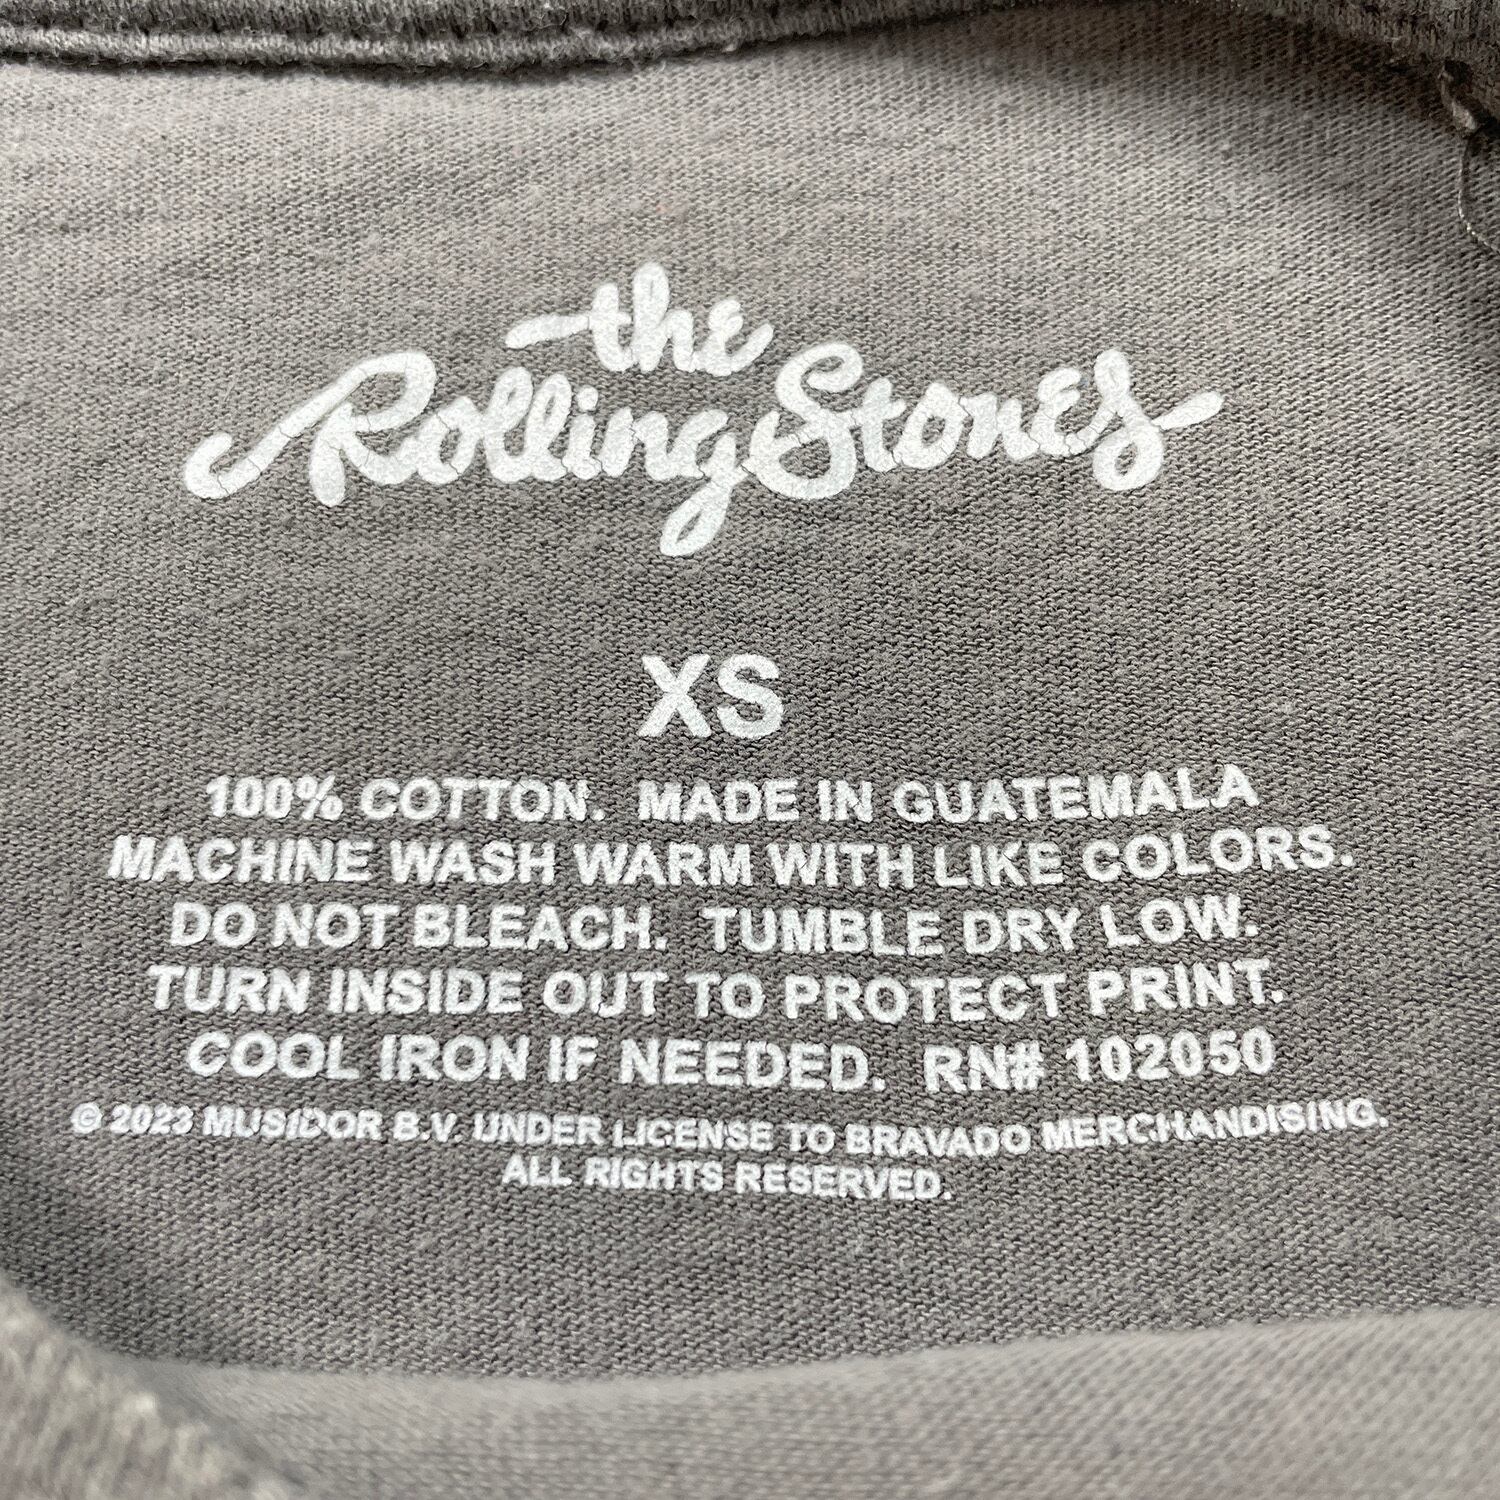 the
Rolling Stones
XS
100% COTTON. MADE IN GUATEMALA
MACHINE WASH WARM WITH LIKE COLORS.
DO NOT BLEACH. TUMBLE DRY LOW.
TURN INSIDE OUT TO PROTECT PRINT.
COOL IRON IF NEEDED. RN# 102050
© 2023 MUSIDOR B.V. UNDER LICENSE TO BRAVADO MERCHANDISING.
ALL RIGHTS RESERVED.